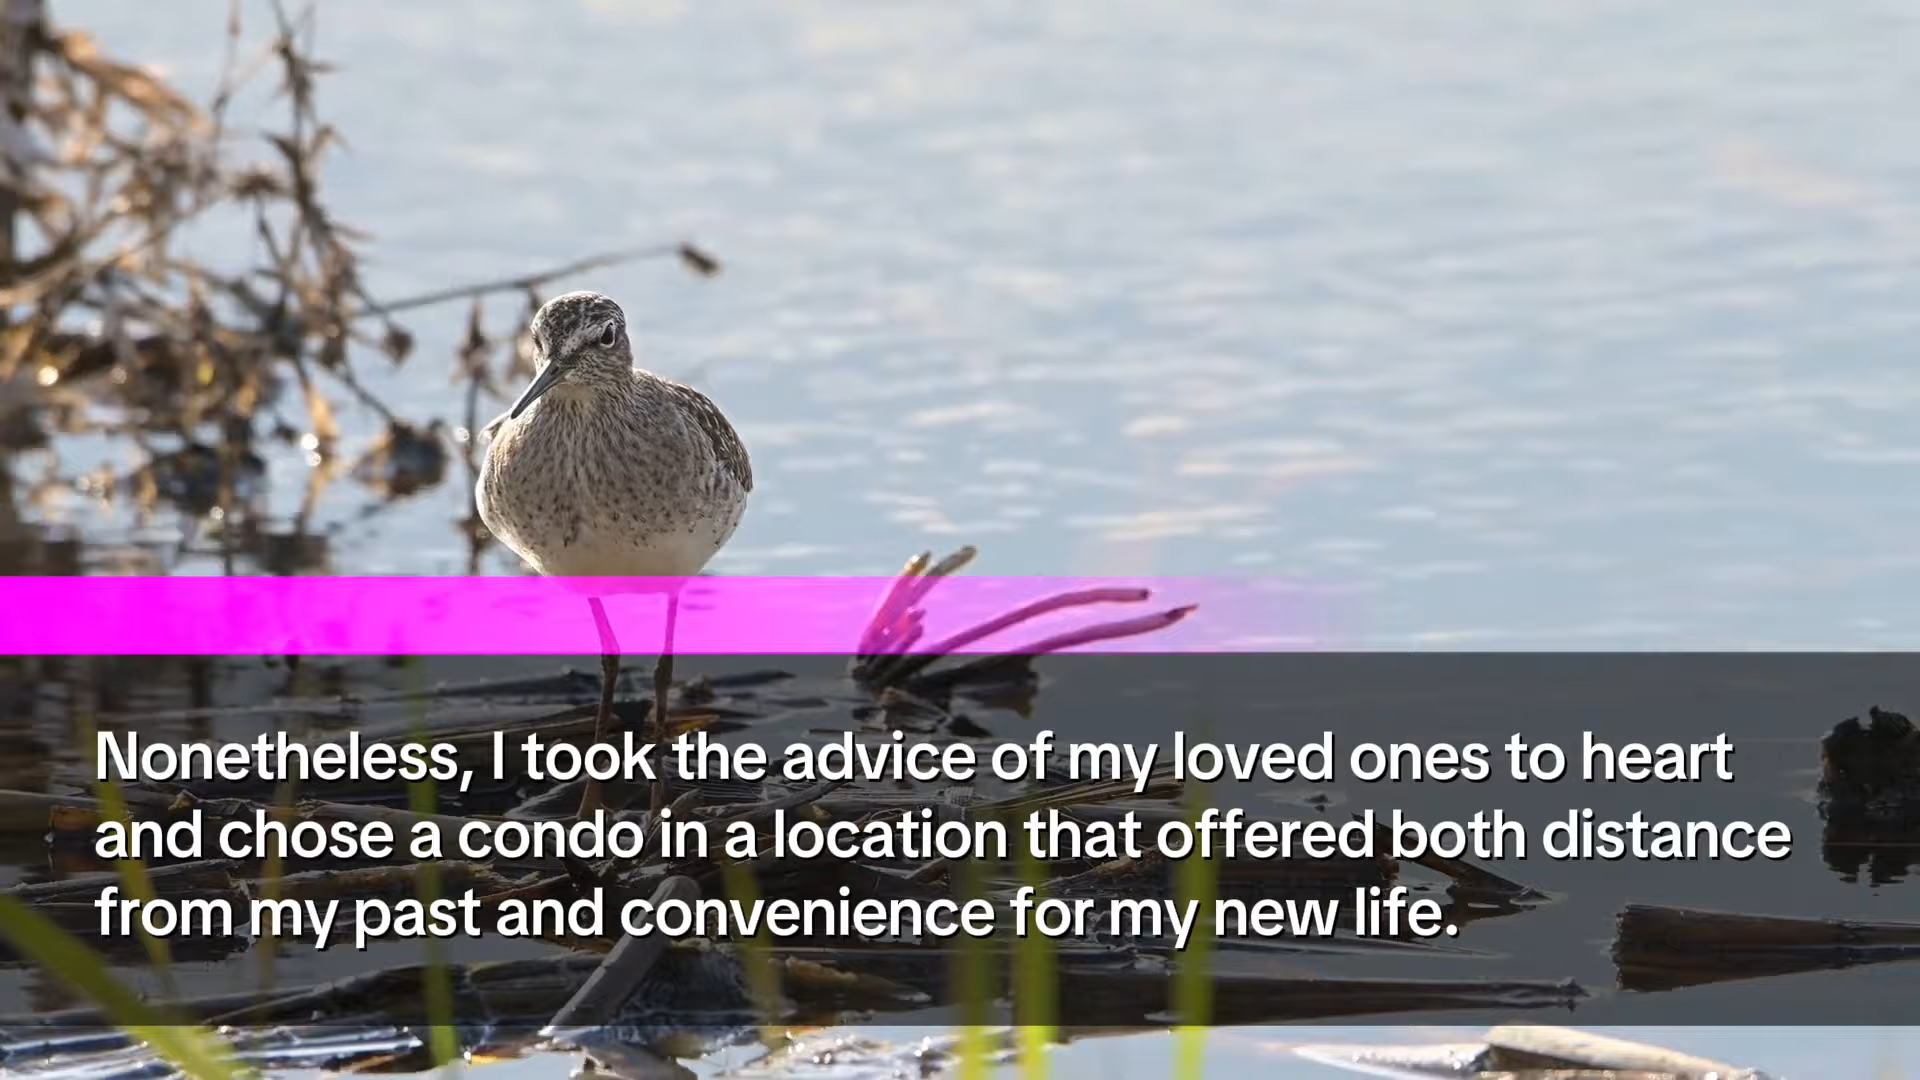 Nonetheless, I took the advice of my loved ones to heart
and chose a condo in a location that offered both distance
from my past and convenience for my new life.